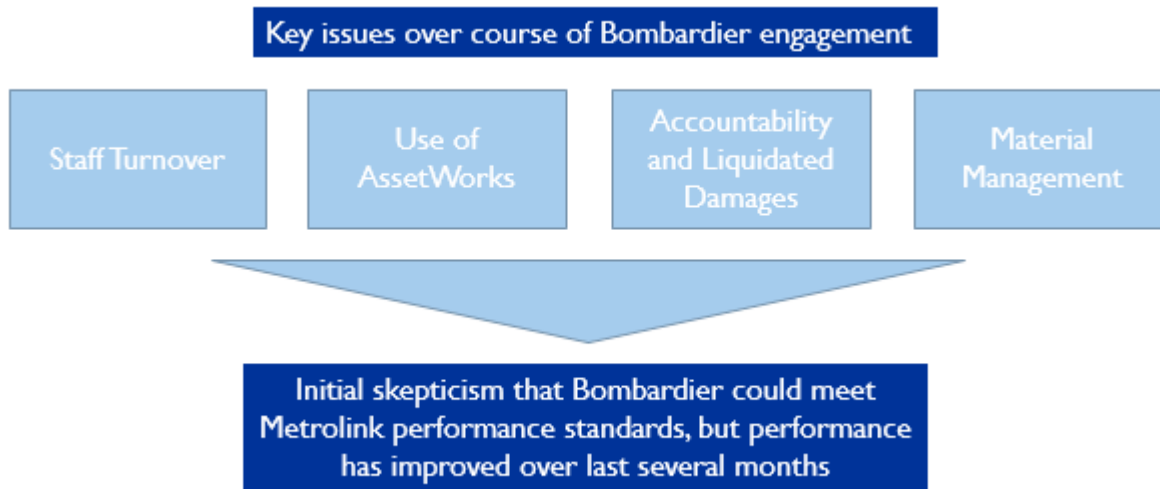 Key issues over course of Bombardier engagement
Staff Turnover
Use of
AssetWorks
Accountability
and Liquidated
Damages
Material
Management
Initial skepticism that Bombardier could meet
Metrolink performance standards, but performance
has improved over last several months